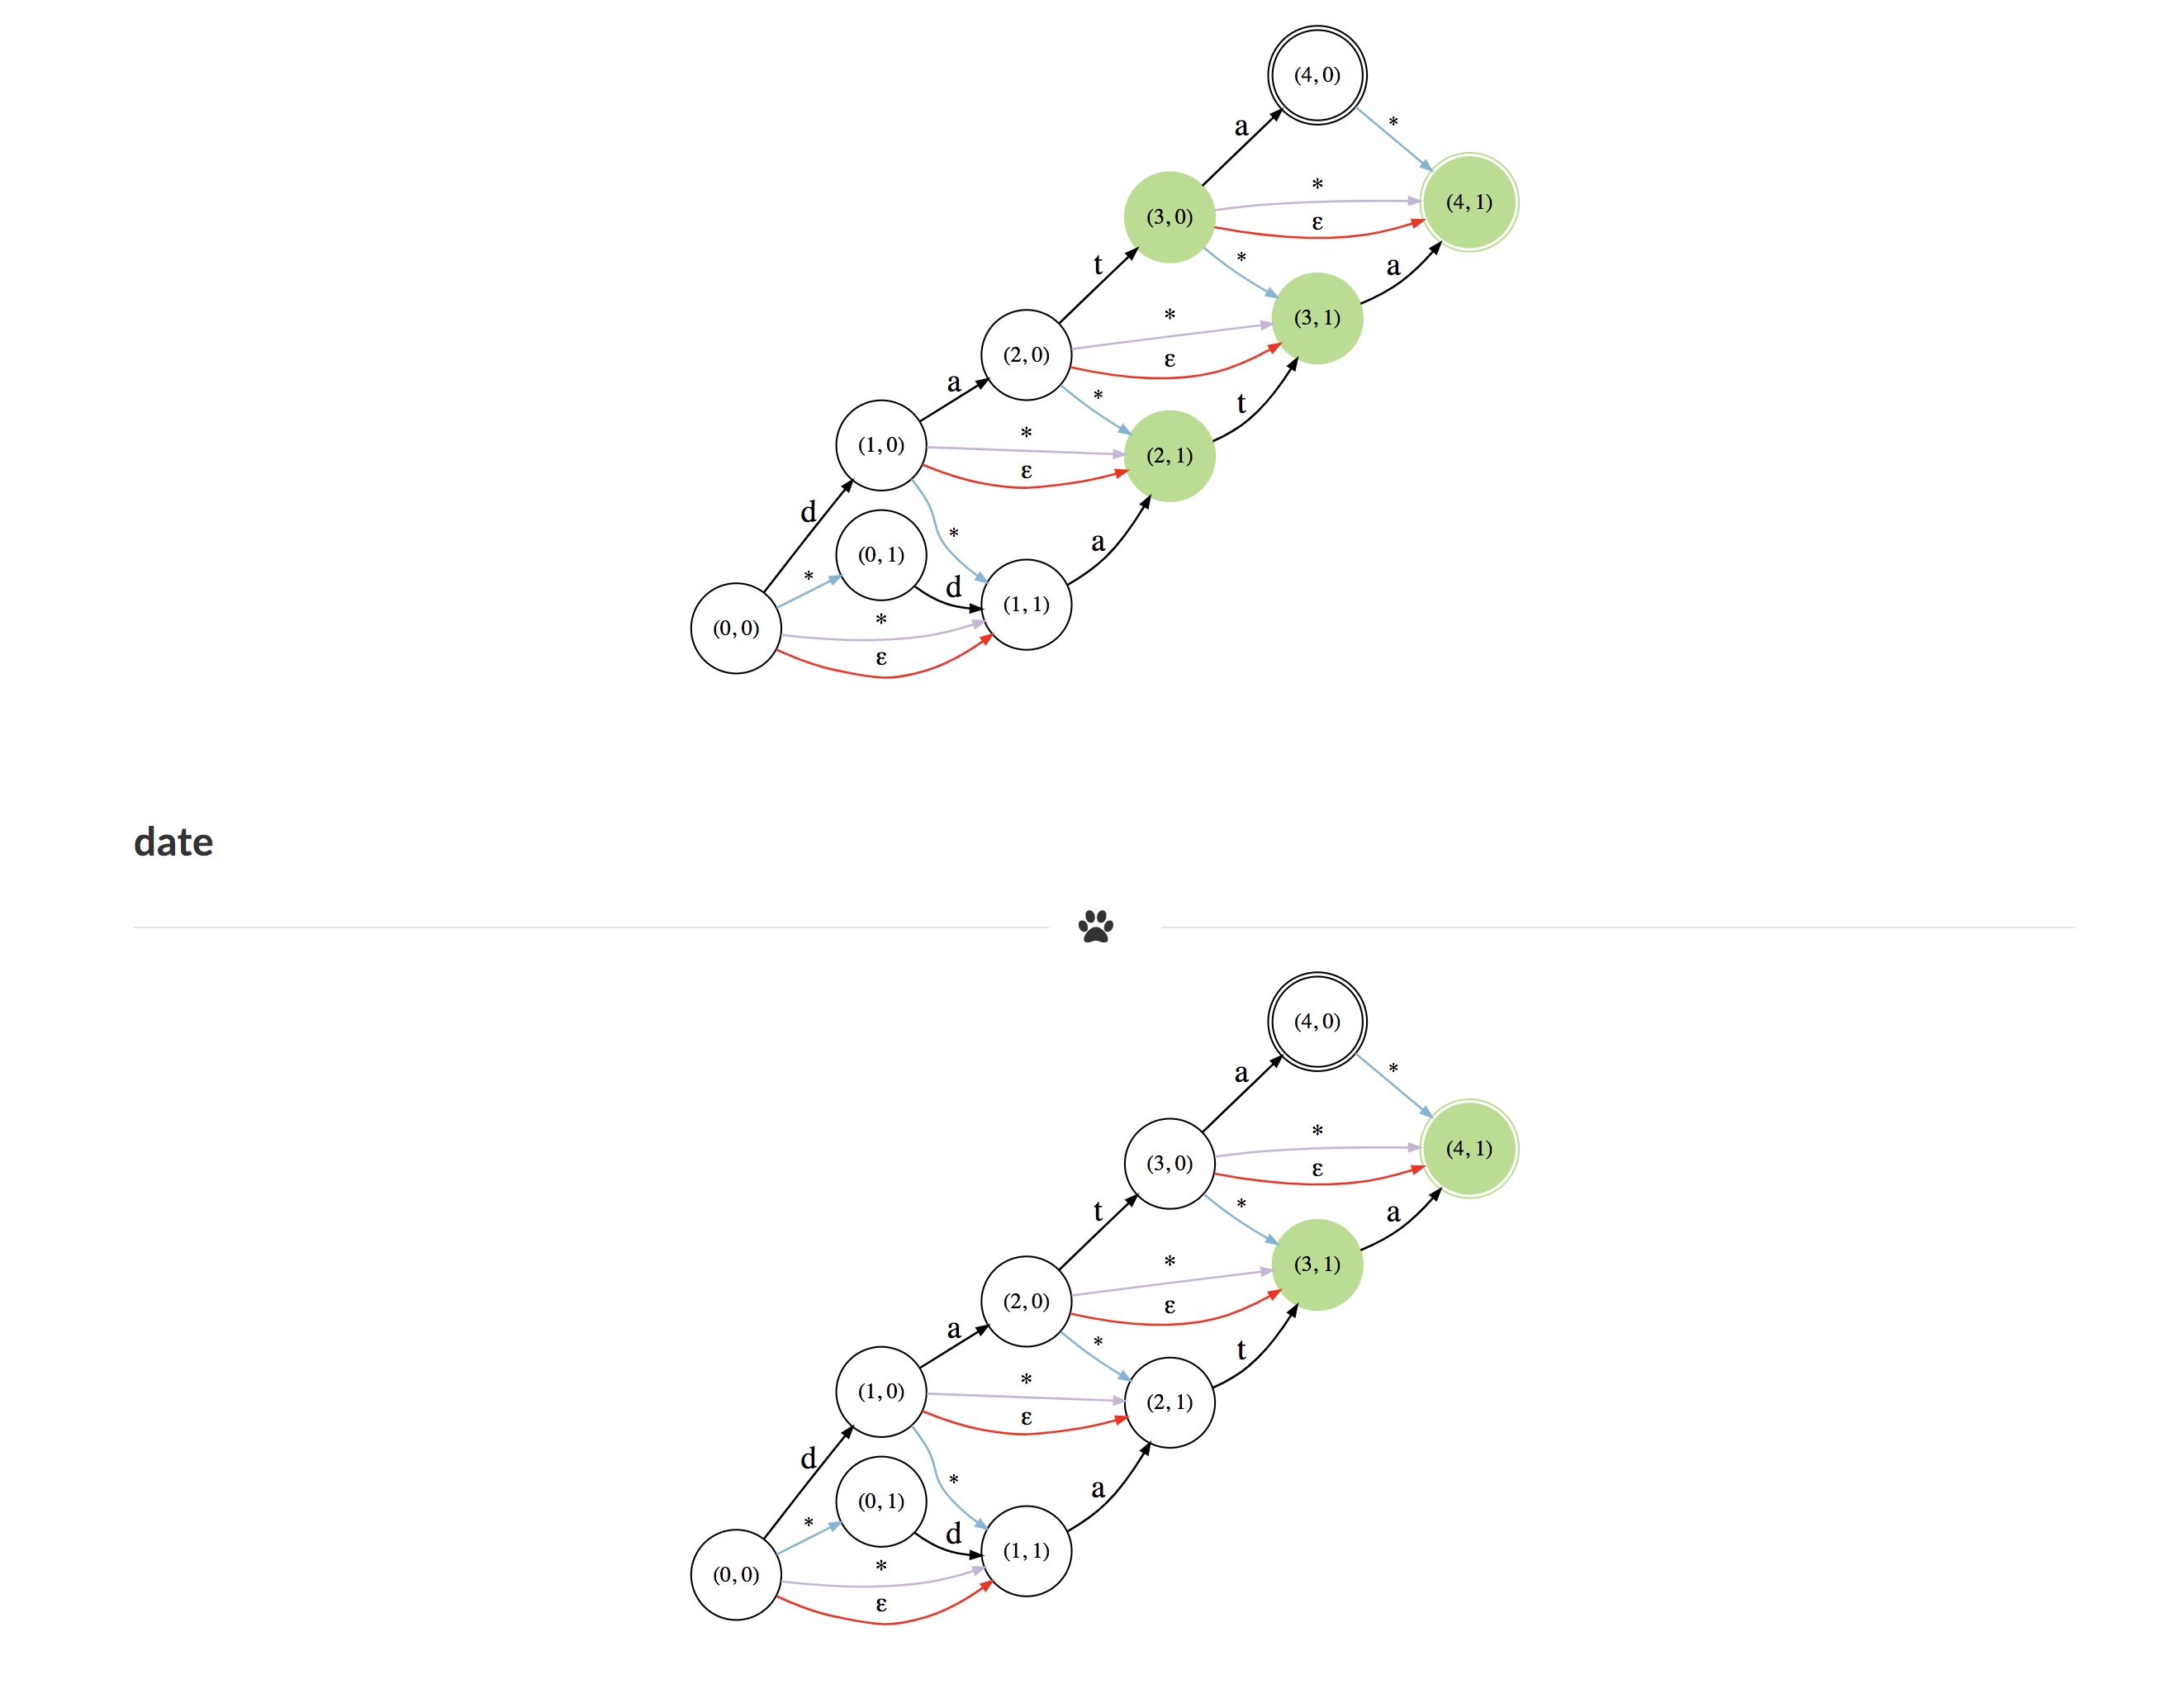 (4, 0)
*
a
* (4, 1)
(3, 0) ε
* a
t
* (3, 1)
(2, 0) ε
a * t
(1, 0) *
ε (2, 1)
d
(0, 1) * a
* d (1, 1)
(0, 0) *
ε
date
(4, 0)
a *
* (4, 1)
(3, 0) ε
t * a
* (3, 1)
(2, 0) ε
a * t
(1, 0) *
ε (2, 1)
d
(0, 1) * a
* d (1, 1)
(0, 0) *
ε